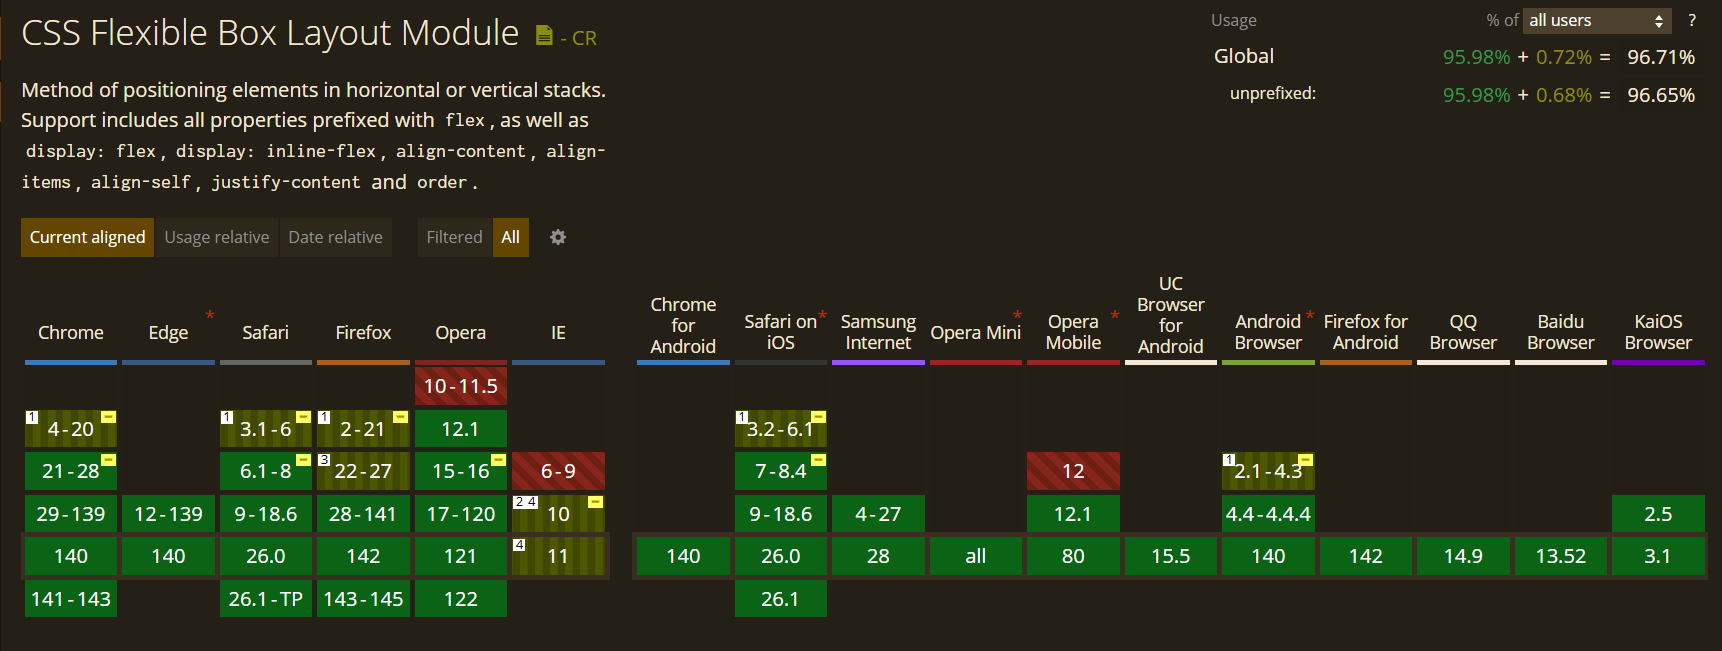 CSS Flexible Box Layout Module - CR
Usage % of all users ?
Global 95.98% + 0.72% = 96.71%
unprefixed: 95.98% + 0.68% = 96.65%
Method of positioning elements in horizontal or vertical stacks.
Support includes all properties prefixed with flex, as well as
display: flex, display: inline-flex, align-content, align-
items, align-self, justify-content and order.
Current aligned Usage relative Date relative Filtered All
Chrome
Edge *
Safari
Firefox
Opera
IE
Chrome
for
Android
Safari on *
iOS
Samsung
Internet
Opera Mini *
Opera *
Mobile
UC
Browser
for
Android
Android *
Browser
Firefox for
Android
QQ
Browser
Baidu
Browser
KaiOS
Browser
10-11.5
1 4-20 1 3.1-6 1 2-21 12.1 1 3.2-6.1
21-28 6.1-8 3 22-27 15-16 6-9 7-8.4 12 1 2.1-4.3
29-139 12-139 9-18.6 28-141 17-120 2 4 10 9-18.6 4-27 12.1 4.4-4.4.4 2.5
140 140 26.0 142 121 4 11 140 26.0 28 all 80 15.5 140 142 14.9 13.52 3.1
141-143 26.1-TP 143-145 122 26.1